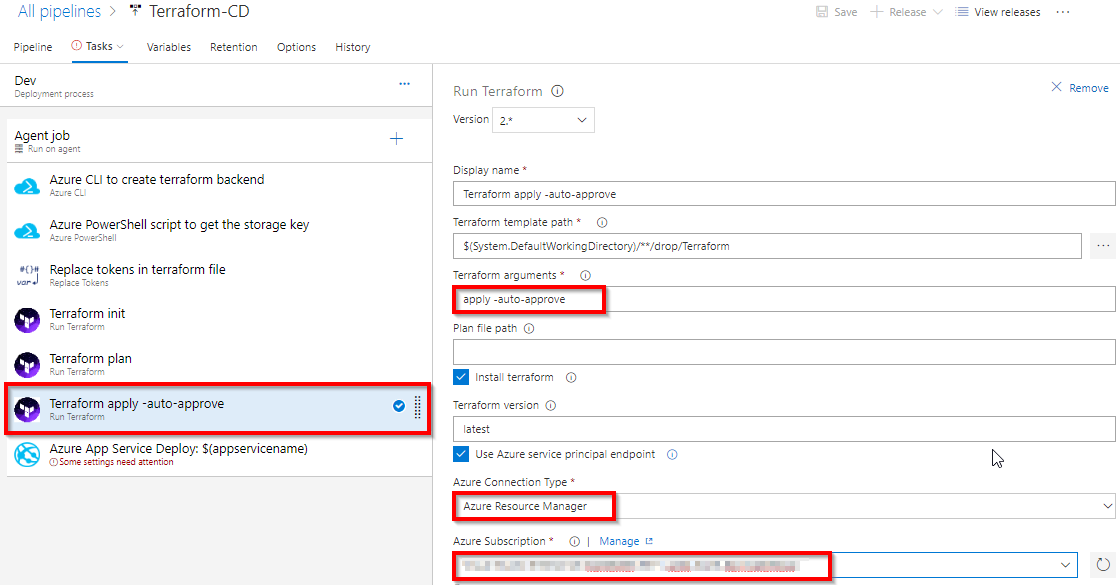 All pipelines > Terraform-CD
Save Release View releases ...
Pipeline Tasks Variables Retention Options History
Dev
Deployment process
...
Agent job
Run on agent
Azure CLI to create terraform backend
Azure CLI
Azure PowerShell script to get the storage key
Azure PowerShell
Replace tokens in terraform file
Replace Tokens
Terraform init
Run Terraform
Terraform plan
Run Terraform
Terraform apply -auto-approve
Run Terraform
Azure App Service Deploy: $(appservicename)
Some settings need attention
Run Terraform
Remove
Version 2.*
Display name *
Terraform apply -auto-approve
Terraform template path *
$(System.DefaultWorkingDirectory)/**/drop/Terraform
...
Terraform arguments *
apply -auto-approve
Plan file path
Install terraform
Terraform version
latest
Use Azure service principal endpoint
Azure Connection Type *
Azure Resource Manager
Azure Subscription * | Manage